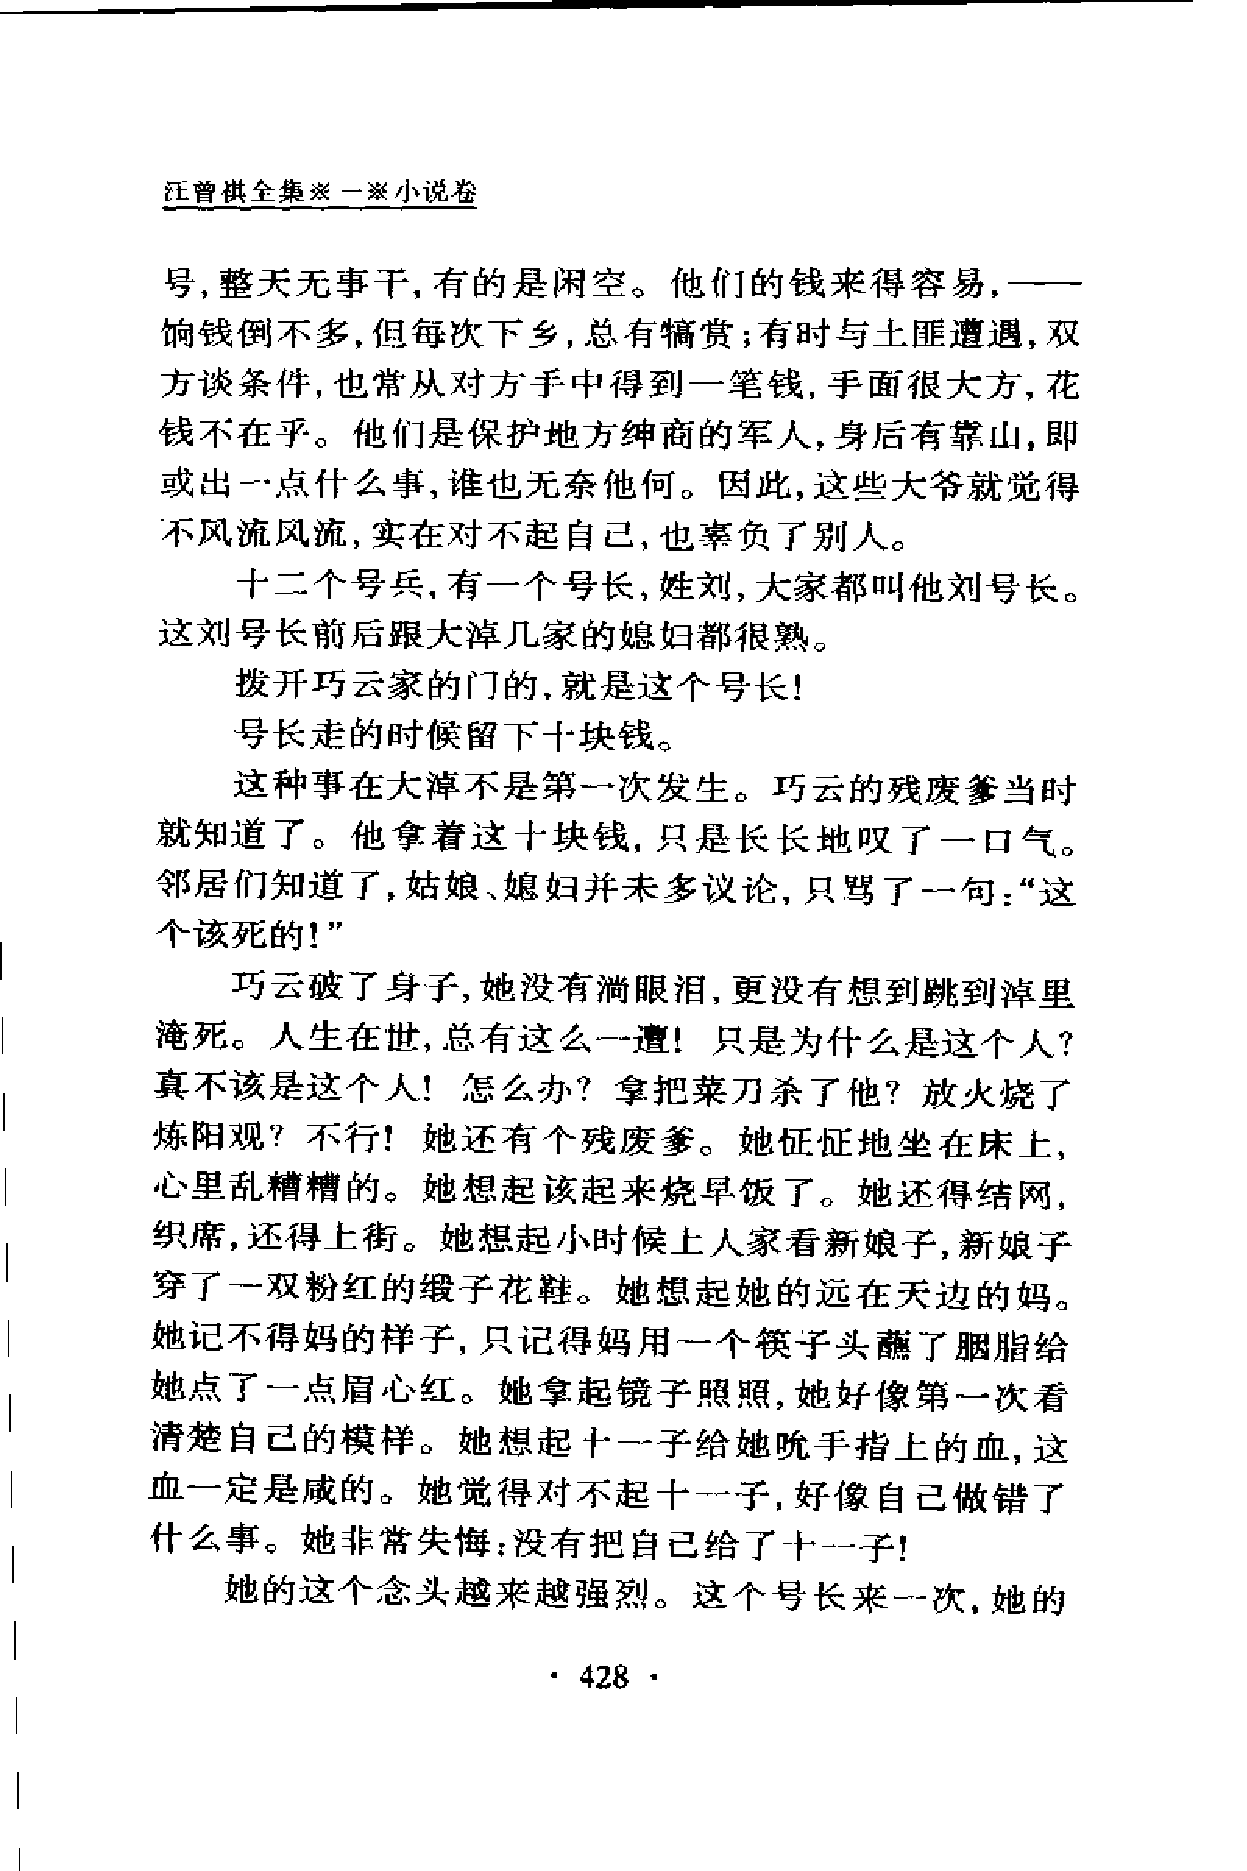 汪曾祺全集※一※小说卷
号,整天无事干,有的是闲空。他们的钱来得容易,——
饷钱倒不多,但每次下乡,总有犒赏;有时与土匪遭遇,双
方谈条件,也常从对方手中得到一笔钱,手面很大方,花
钱不在乎。他们是保护地方绅商的军人,身后有靠山,即
或出一点什么事,谁也无奈他何。因此,这些大爷就觉得
不风流风流,实在对不起自己,也辜负了别人。
十二个号兵,有一个号长,姓刘,大家都叫他刘号长。
这刘号长前后跟大淖几家的媳妇都很熟。
拨开巧云家的门的,就是这个号长!
号长走的时候留下十块钱。
这种事在大淖不是第一次发生。巧云的残废爹当时
就知道了。他拿着这十块钱,只是长长地叹了一口气。
邻居们知道了,姑娘、媳妇并未多议论,只骂了一句:“这
个该死的!”
巧云破了身子,她没有淌眼泪,更没有想到跳到淖里
淹死。人生在世,总有这么一遭!只是为什么是这个人?
真不该是这个人!怎么办?拿把菜刀杀了他?放火烧了
炼阳观?不行!她还有个残废爹。她怔怔地坐在床上,
心里乱糟糟的。她想起该起来烧早饭了。她还得结网,
织席,还得上街。她想起小时候上人家看新娘子,新娘子
穿了一双粉红的缎子花鞋。她想起她的远在天边的妈。
她记不得妈的样子,只记得妈用一个筷子头蘸了胭脂给
她点了一点眉心红。她拿起镜子照照,她好像第一次看
清楚自己的模样。她想起十一子给她吮手指上的血,这
血一定是咸的。她觉得对不起十一子,好像自己做错了
什么事。她非常失悔:没有把自己给了十一子!
她的这个念头越来越强烈。这个号长来一次,她的
· 428 ·